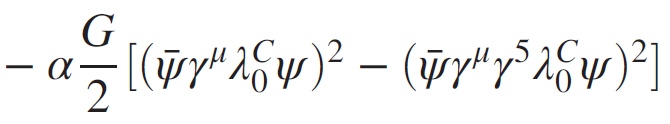 − α G/2 [(ψ̄γ^μ λ_0^C ψ)² − (ψ̄γ^μ γ^5 λ_0^C ψ)²]